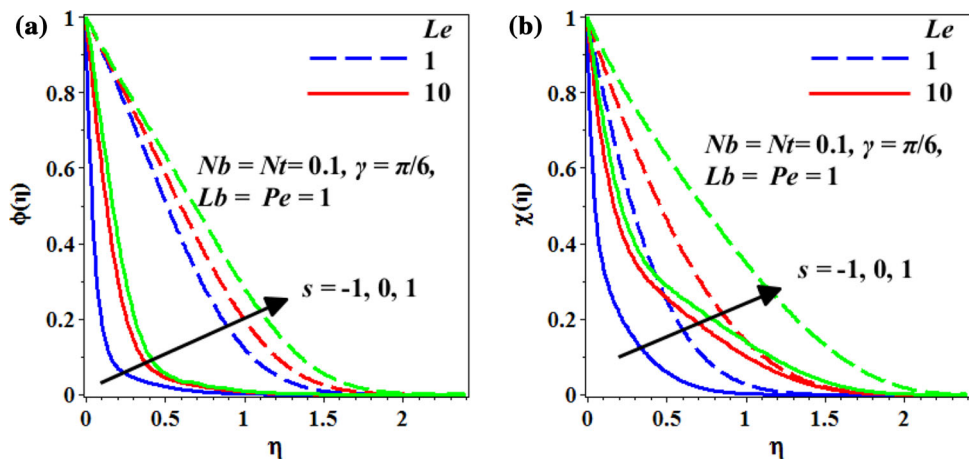 (a)
Le
1
10
Nb = Nt= 0.1, γ = π/6,
Lb = Pe = 1
s = -1, 0, 1
ϕ(η)
1
0.8
0.6
0.4
0.2
0
0 0.5 1 1.5 2
η
(b)
Le
1
10
Nb = Nt= 0.1, γ = π/6,
Lb = Pe = 1
s = -1, 0, 1
χ(η)
1
0.8
0.6
0.4
0.2
0
0 0.5 1 1.5 2
η